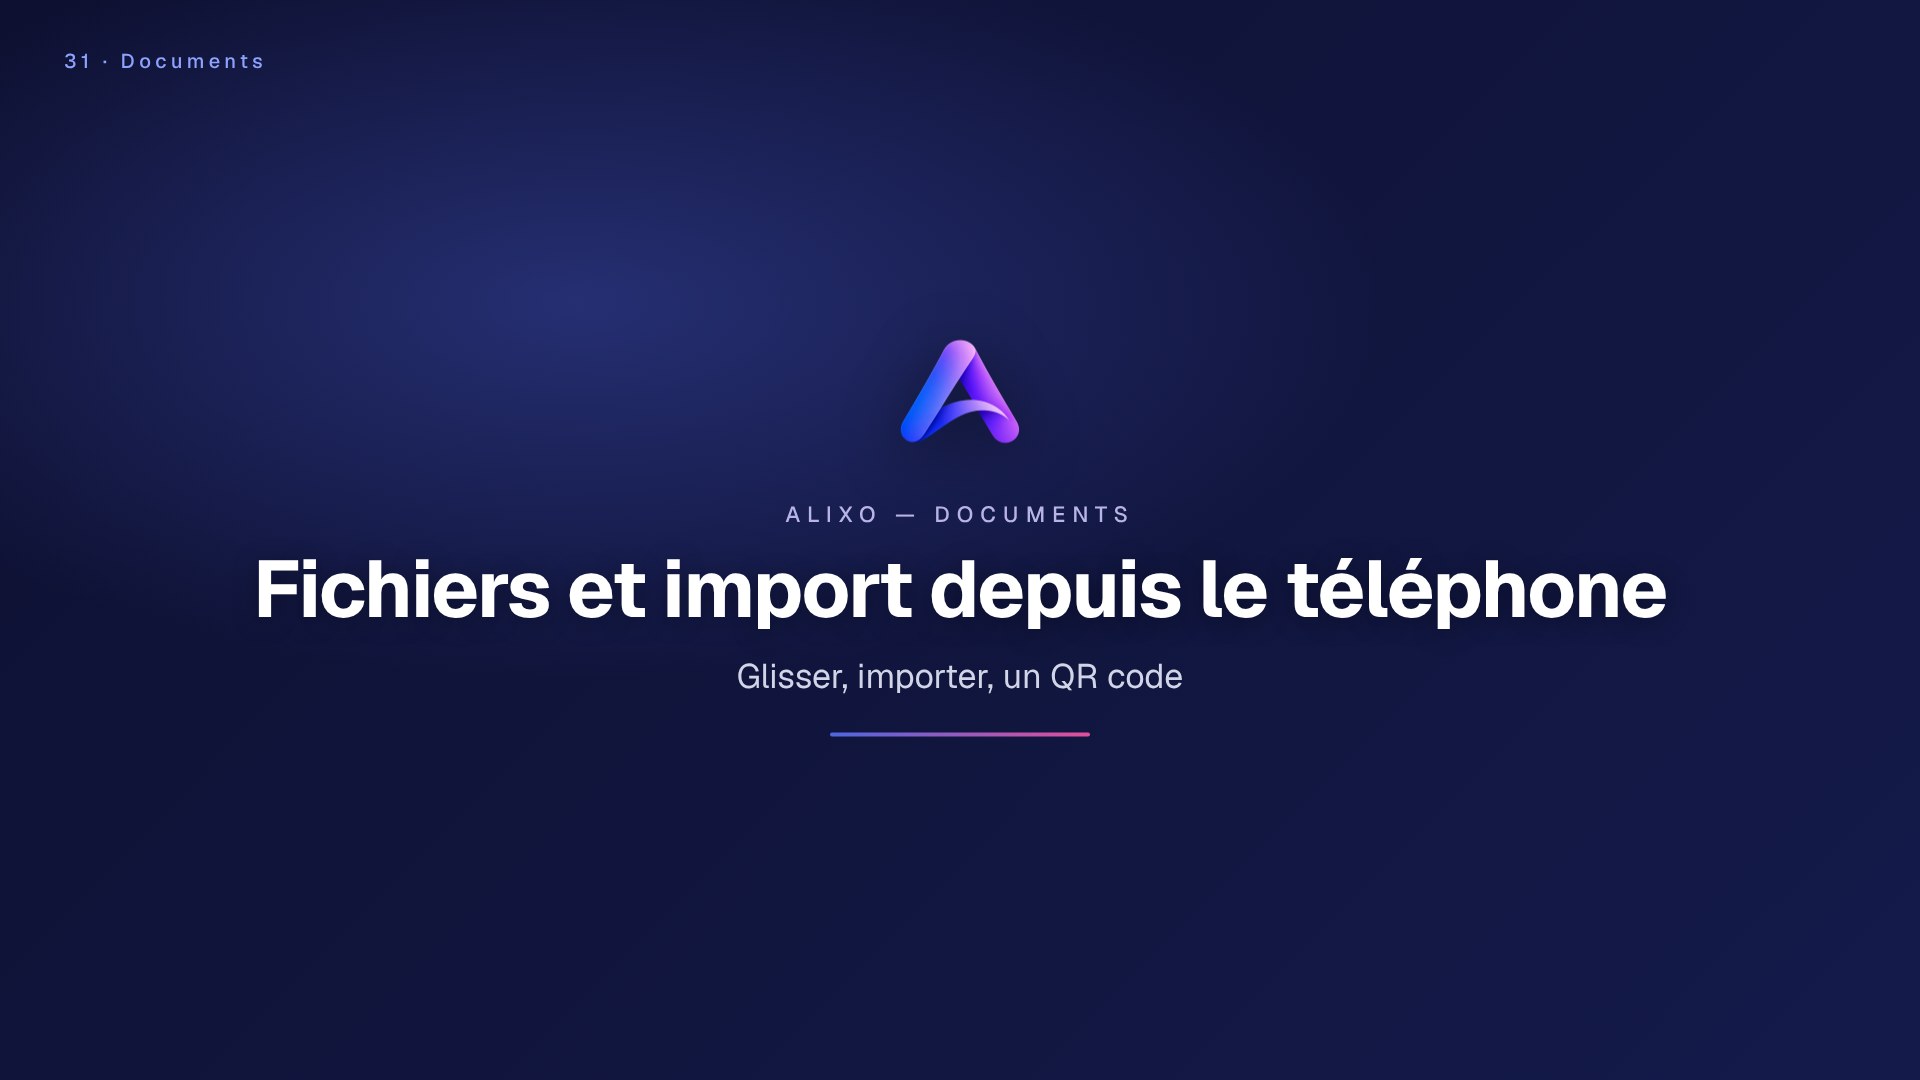 31 · Documents
ALIXO — DOCUMENTS
Fichiers et import depuis le téléphone
Glisser, importer, un QR code